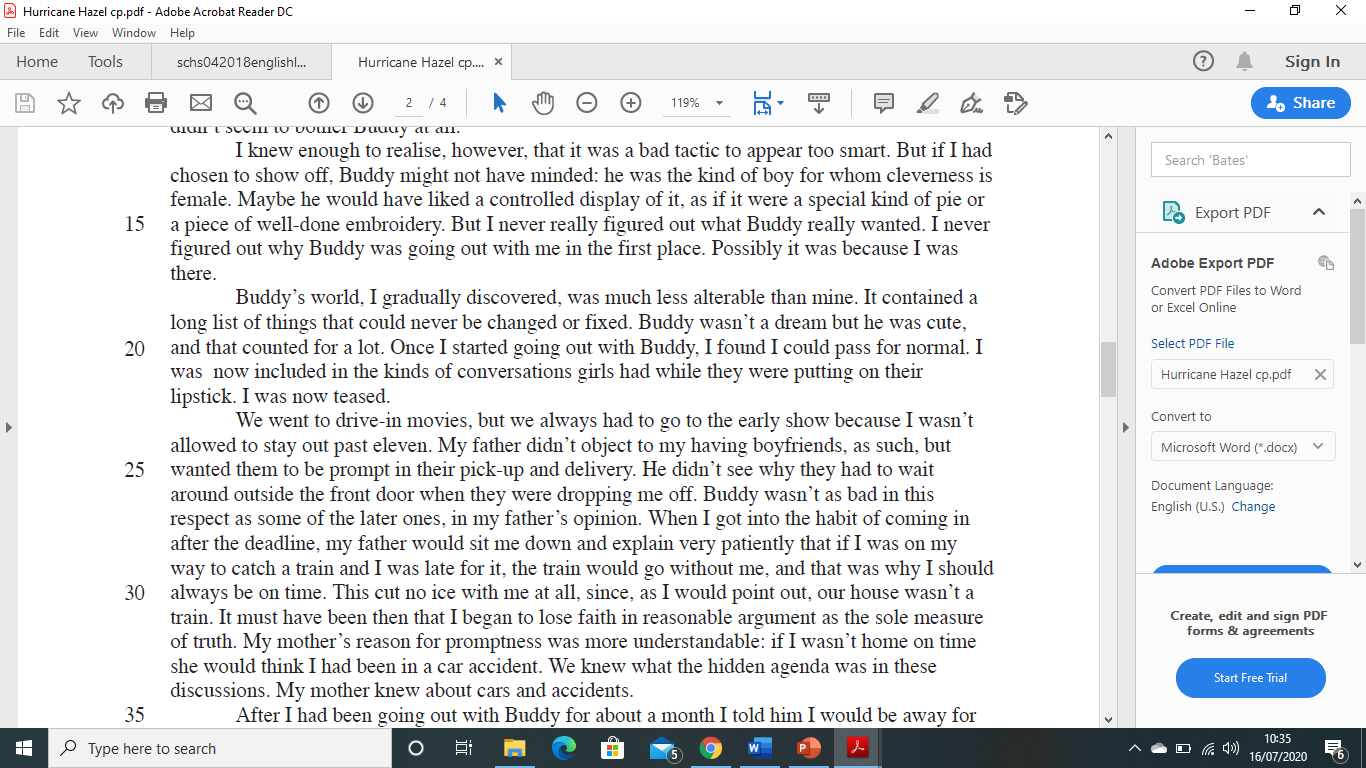 Hurricane Hazel cp.pdf - Adobe Acrobat Reader DC
File Edit View Window Help
Home Tools schs042018englishl... Hurricane Hazel cp.... × Sign In
2 / 4 119% Share
didn't seem to bother Buddy at all.
I knew enough to realise, however, that it was a bad tactic to appear too smart. But if I had
chosen to show off, Buddy might not have minded: he was the kind of boy for whom cleverness is
female. Maybe he would have liked a controlled display of it, as if it were a special kind of pie or
15 a piece of well-done embroidery. But I never really figured out what Buddy really wanted. I never
figured out why Buddy was going out with me in the first place. Possibly it was because I was
there.
Buddy's world, I gradually discovered, was much less alterable than mine. It contained a
long list of things that could never be changed or fixed. Buddy wasn't a dream but he was cute,
20 and that counted for a lot. Once I started going out with Buddy, I found I could pass for normal. I
was now included in the kinds of conversations girls had while they were putting on their
lipstick. I was now teased.
We went to drive-in movies, but we always had to go to the early show because I wasn't
allowed to stay out past eleven. My father didn't object to my having boyfriends, as such, but
25 wanted them to be prompt in their pick-up and delivery. He didn't see why they had to wait
around outside the front door when they were dropping me off. Buddy wasn't as bad in this
respect as some of the later ones, in my father's opinion. When I got into the habit of coming in
after the deadline, my father would sit me down and explain very patiently that if I was on my
way to catch a train and I was late for it, the train would go without me, and that was why I should
30 always be on time. This cut no ice with me at all, since, as I would point out, our house wasn't a
train. It must have been then that I began to lose faith in reasonable argument as the sole measure
of truth. My mother's reason for promptness was more understandable: if I wasn't home on time
she would think I had been in a car accident. We knew what the hidden agenda was in these
discussions. My mother knew about cars and accidents.
35 After I had been going out with Buddy for about a month I told him I would be away for
Search 'Bates'
Export PDF
Adobe Export PDF
Convert PDF Files to Word
or Excel Online
Select PDF File
Hurricane Hazel cp.pdf
Convert to
Microsoft Word (*.docx)
Document Language:
English (U.S.) Change
Create, edit and sign PDF
forms & agreements
Start Free Trial
Type here to search
5
10:35
16/07/2020
6